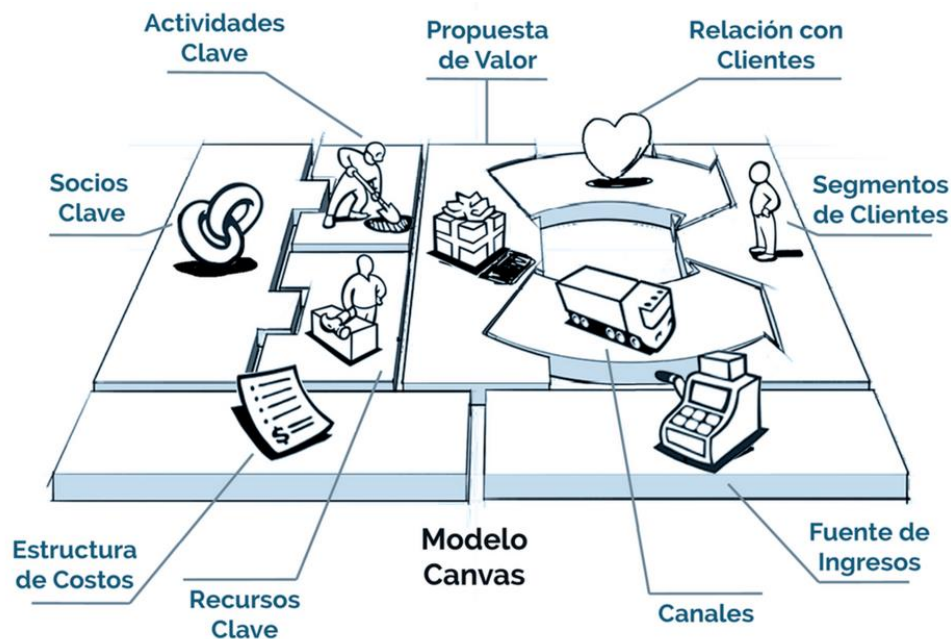 Actividades
Clave
Propuesta
de Valor
Relación con
Clientes
Socios
Clave
Segmentos
de Clientes
$
Modelo
Canvas
Estructura
de Costos
Recursos
Clave
Canales
Fuente de
Ingresos